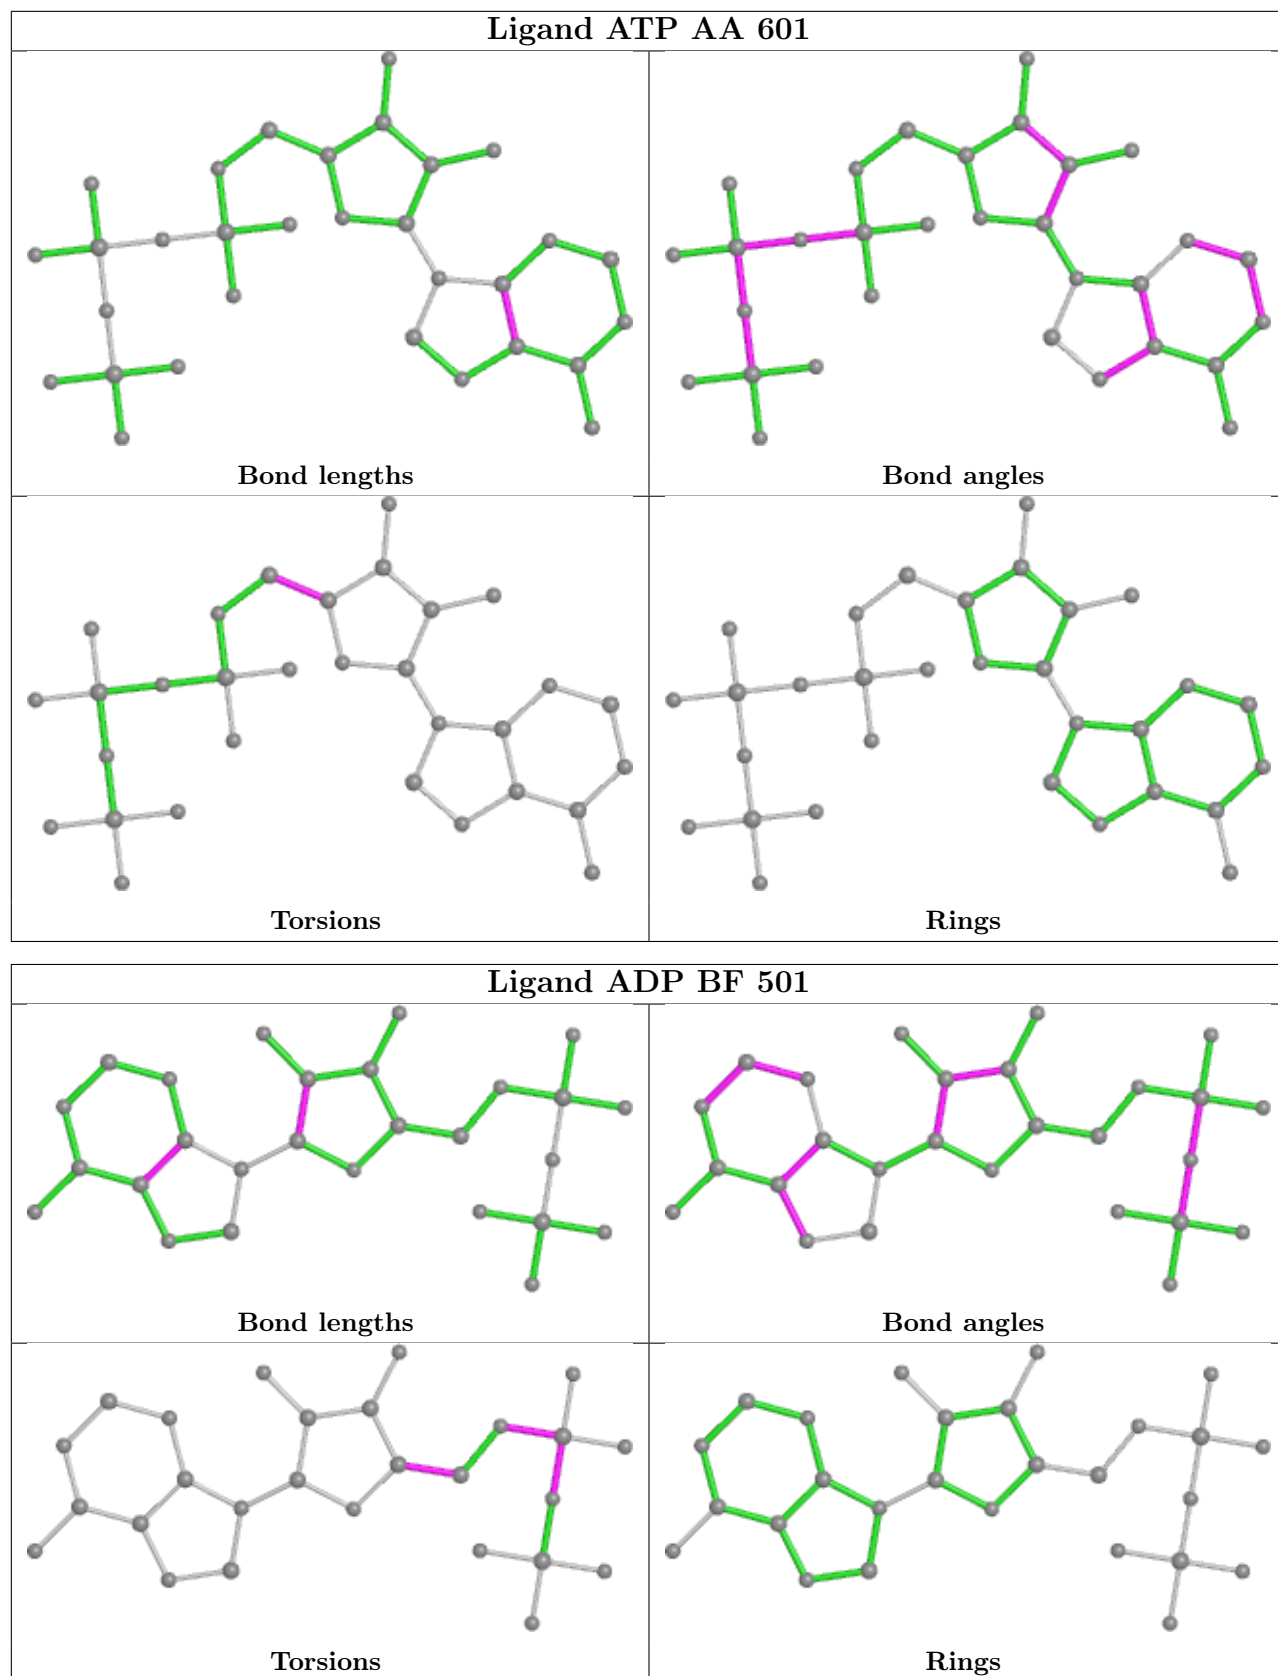 Ligand ATP AA 601
Bond lengths
Bond angles
Torsions
Rings
Ligand ADP BF 501
Bond lengths
Bond angles
Torsions
Rings